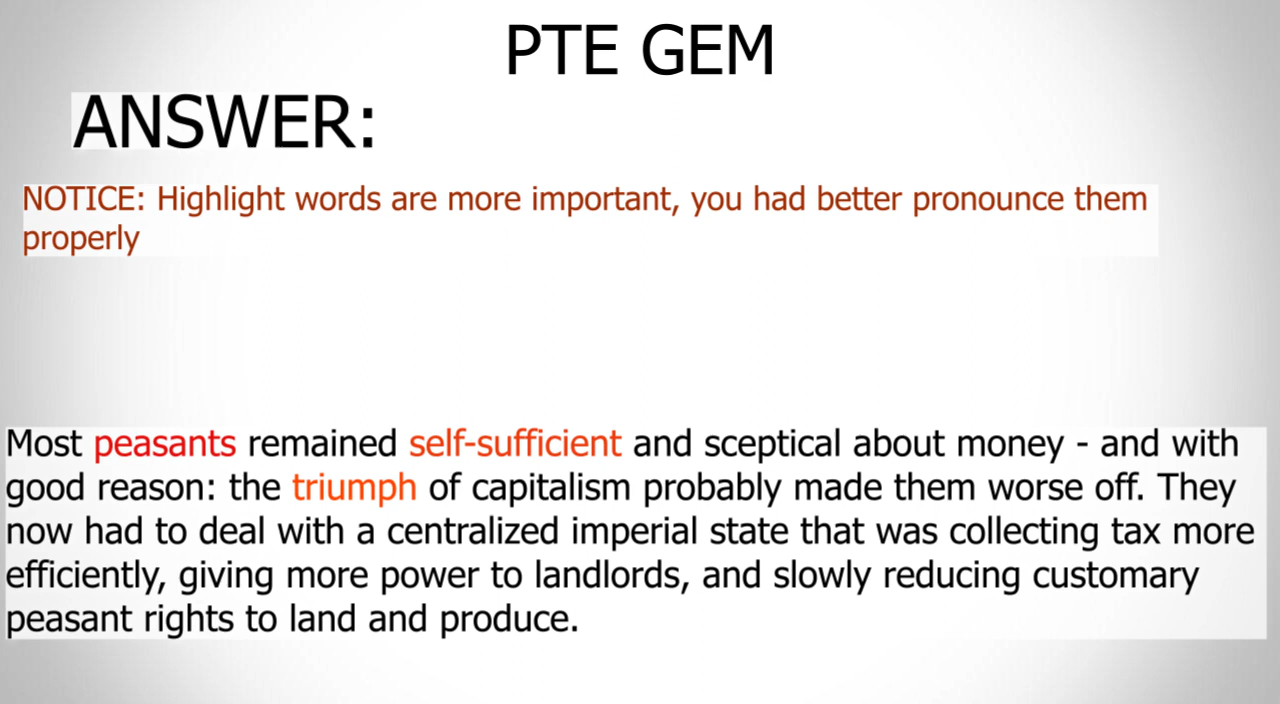 PTE GEM
ANSWER:
NOTICE: Highlight words are more important, you had better pronounce them
properly
Most peasants remained self-sufficient and sceptical about money - and with
good reason: the triumph of capitalism probably made them worse off. They
now had to deal with a centralized imperial state that was collecting tax more
efficiently, giving more power to landlords, and slowly reducing customary
peasant rights to land and produce.